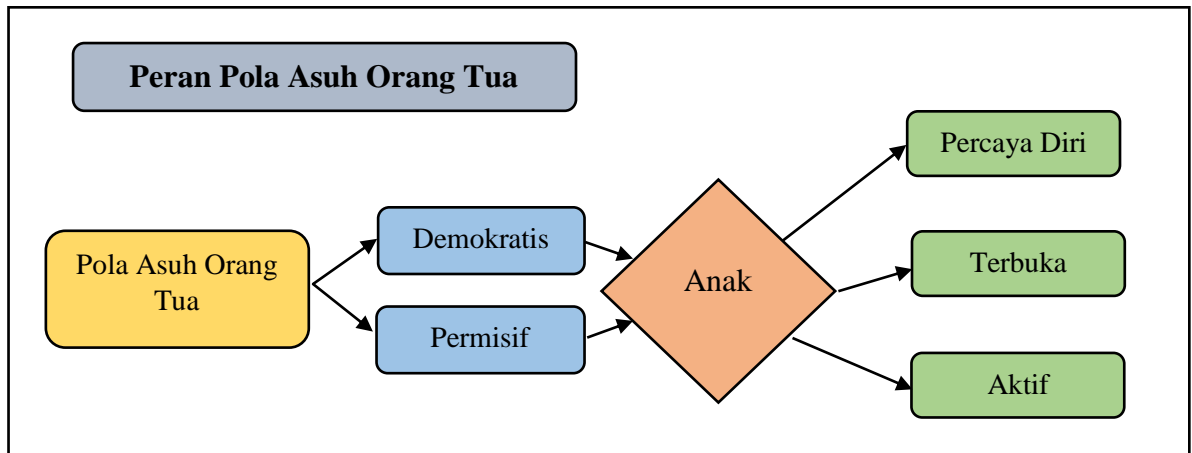 Peran Pola Asuh Orang Tua
Pola Asuh Orang
Tua
Demokratis
Permisif
Anak
Percaya Diri
Terbuka
Aktif